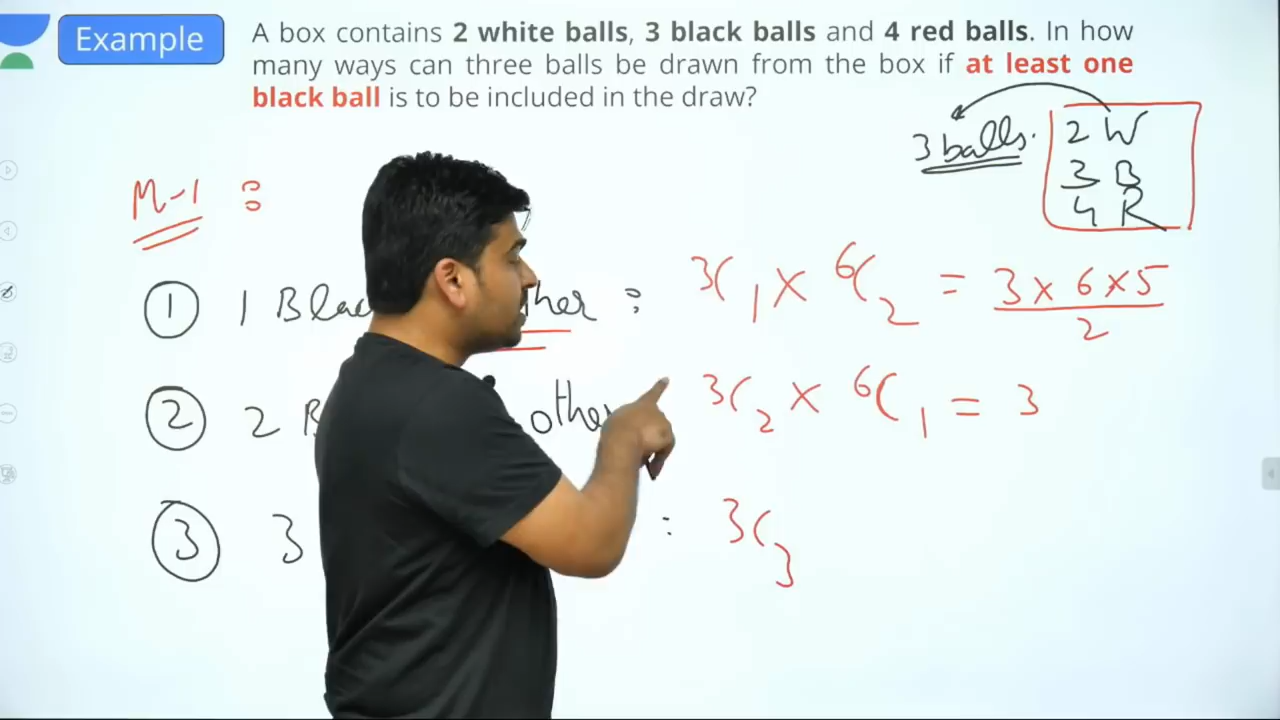 Example
A box contains 2 white balls, 3 black balls and 4 red balls. In how
many ways can three balls be drawn from the box if at least one
black ball is to be included in the draw?
3 balls.
2 W
3 B
4 R
M-1 :
① 1 : 3C1 × 6C2 = 3 × 6 × 5 / 2
② 2 other 3C2 × 6C1 = 3
③ 3 : 3C3